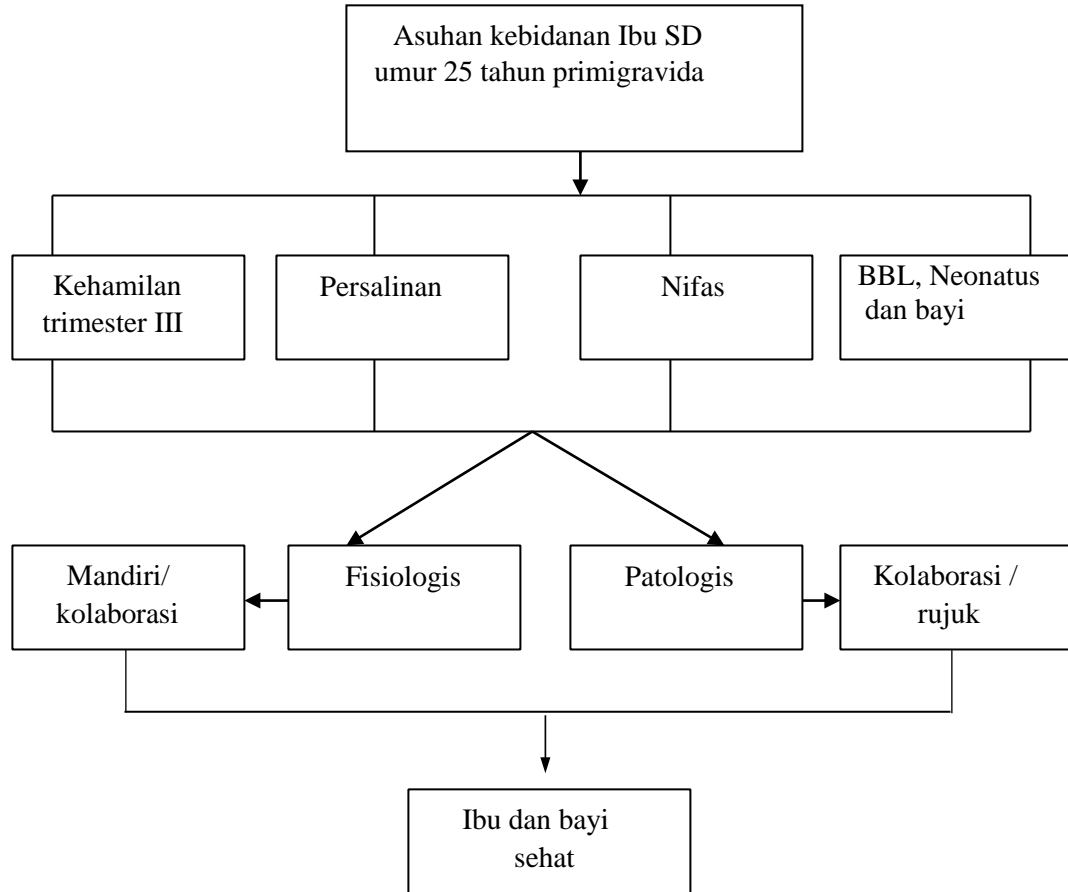 Asuhan kebidanan Ibu SD
umur 25 tahun primigravida
Kehamilan
trimester III
Persalinan
Nifas
BBL, Neonatus
dan bayi
Mandiri/
kolaborasi
Fisiologis
Patologis
Kolaborasi /
rujuk
Ibu dan bayi
sehat